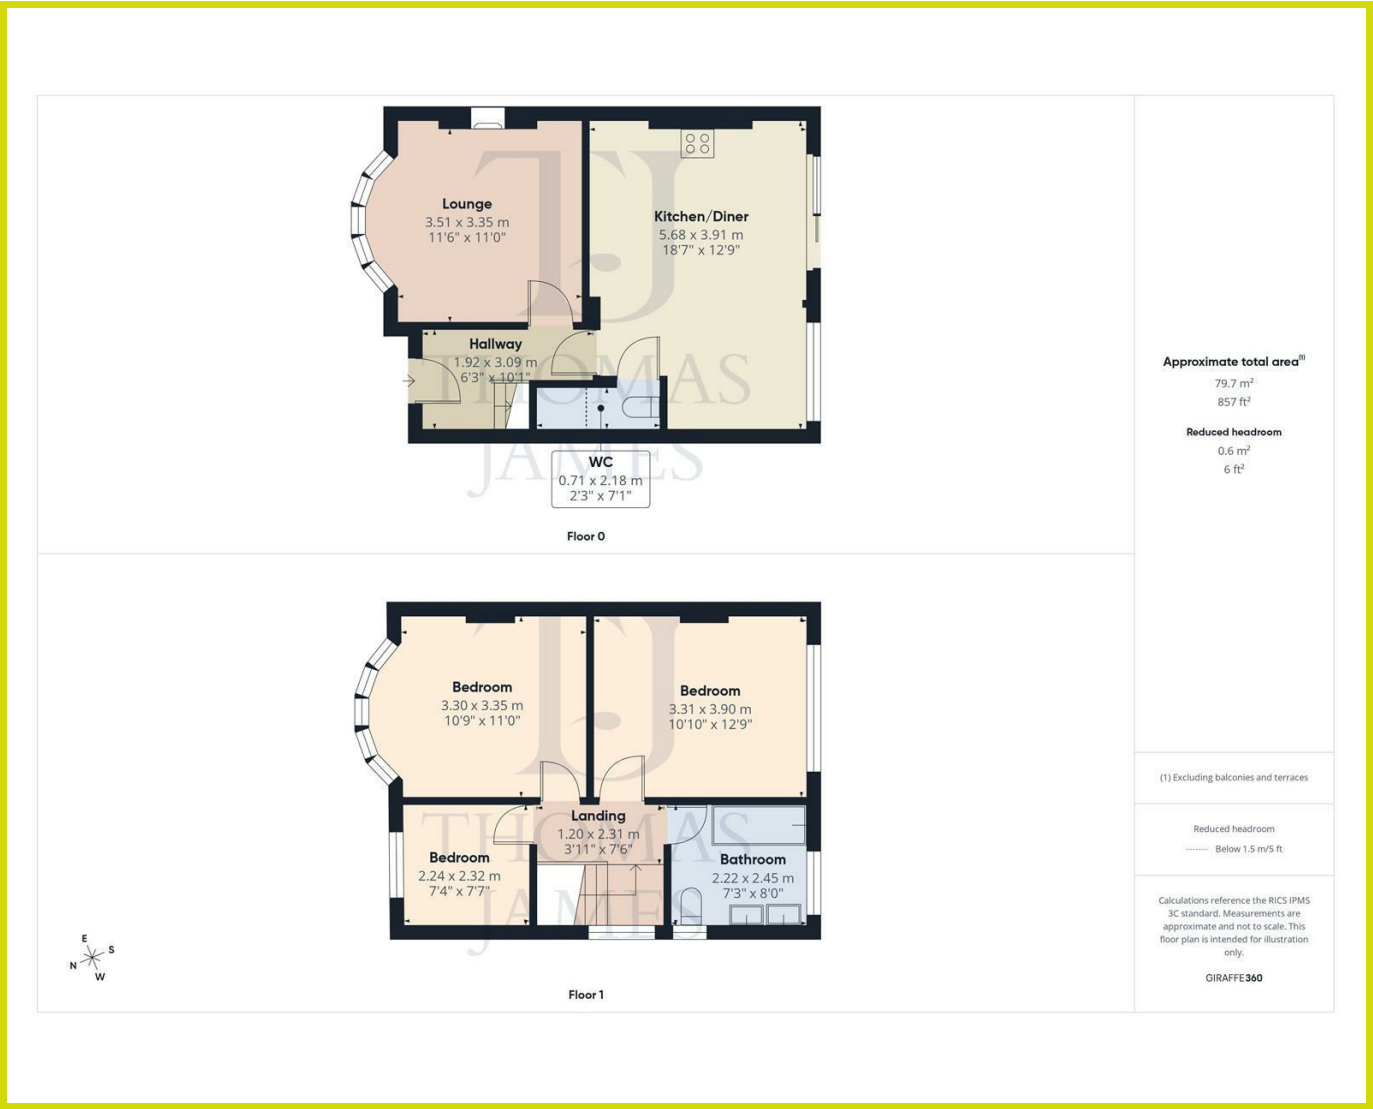 Lounge
3.51 x 3.35 m
11'6" x 11'0"
Kitchen/Diner
5.68 x 3.91 m
18'7" x 12'9"
Hallway
1.92 x 3.09 m
6'3" x 10'1"
WC
0.71 x 2.18 m
2'3" x 7'1"
TJ
THOMAS
JAMES
Floor 0
Bedroom
3.30 x 3.35 m
10'9" x 11'0"
Bedroom
3.31 x 3.90 m
10'10" x 12'9"
Landing
1.20 x 2.31 m
3'11" x 7'6"
Bedroom
2.24 x 2.32 m
7'4" x 7'7"
Bathroom
2.22 x 2.45 m
7'3" x 8'0"
TJ
THOMAS
JAMES
E
S
N
W
Floor 1
Approximate total area(1)
79.7 m²
857 ft²
Reduced headroom
0.6 m²
6 ft²
(1) Excluding balconies and terraces
Reduced headroom
Below 1.5 m/5 ft
Calculations reference the RICS IPMS
3C standard. Measurements are
approximate and not to scale. This
floor plan is intended for illustration
only.
GIRAFFE360